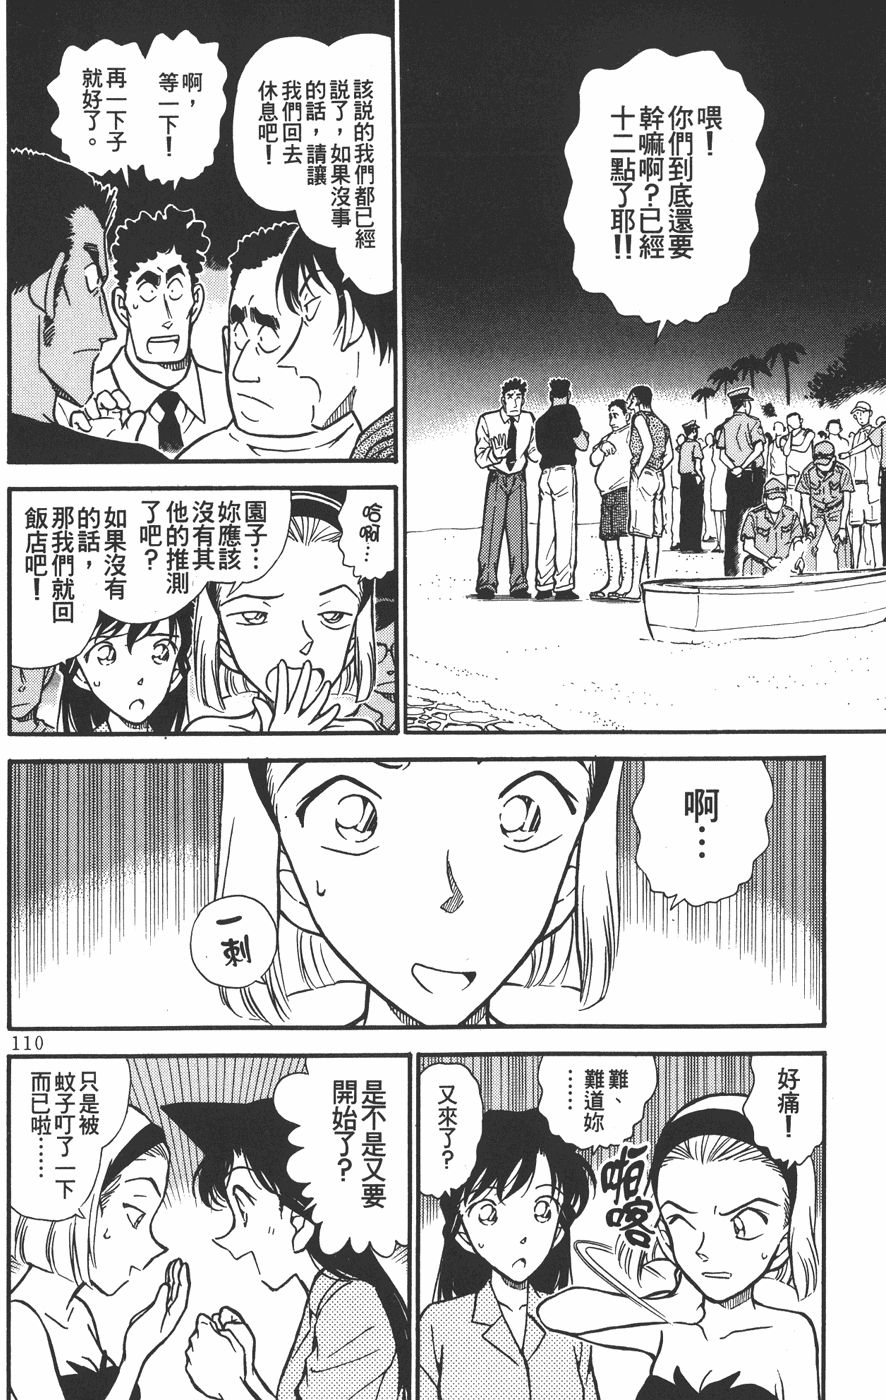 喂！
你們到底還要
幹嘛啊？已經
十二點了耶!!
該說的我們都已經
說了，如果沒事
的話，請讓
我們回去
休息吧！
啊，
等一下！
再一下子
就好了。
哈啊…
園子…
妳應該
沒有其
他的推測
了吧？
如果沒有
的話，
那我們就回
飯店吧！
啊…
一刺
110
好痛！
啪喀
難、
難道妳
……
又來了？
是不是又要
開始了？
只是被
蚊子叮了一下
而已啦……